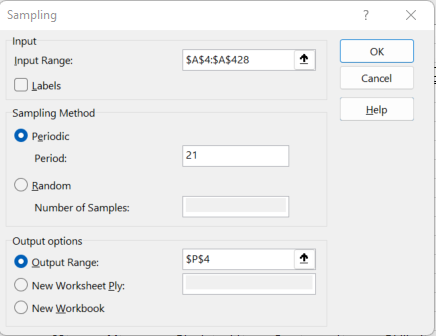 Sampling ?
Input
Input Range: $A$4:$A$428
Labels
OK
Cancel
Help
Sampling Method
Periodic
Period: 21
Random
Number of Samples:
Output options
Output Range: $P$4
New Worksheet Ply:
New Workbook